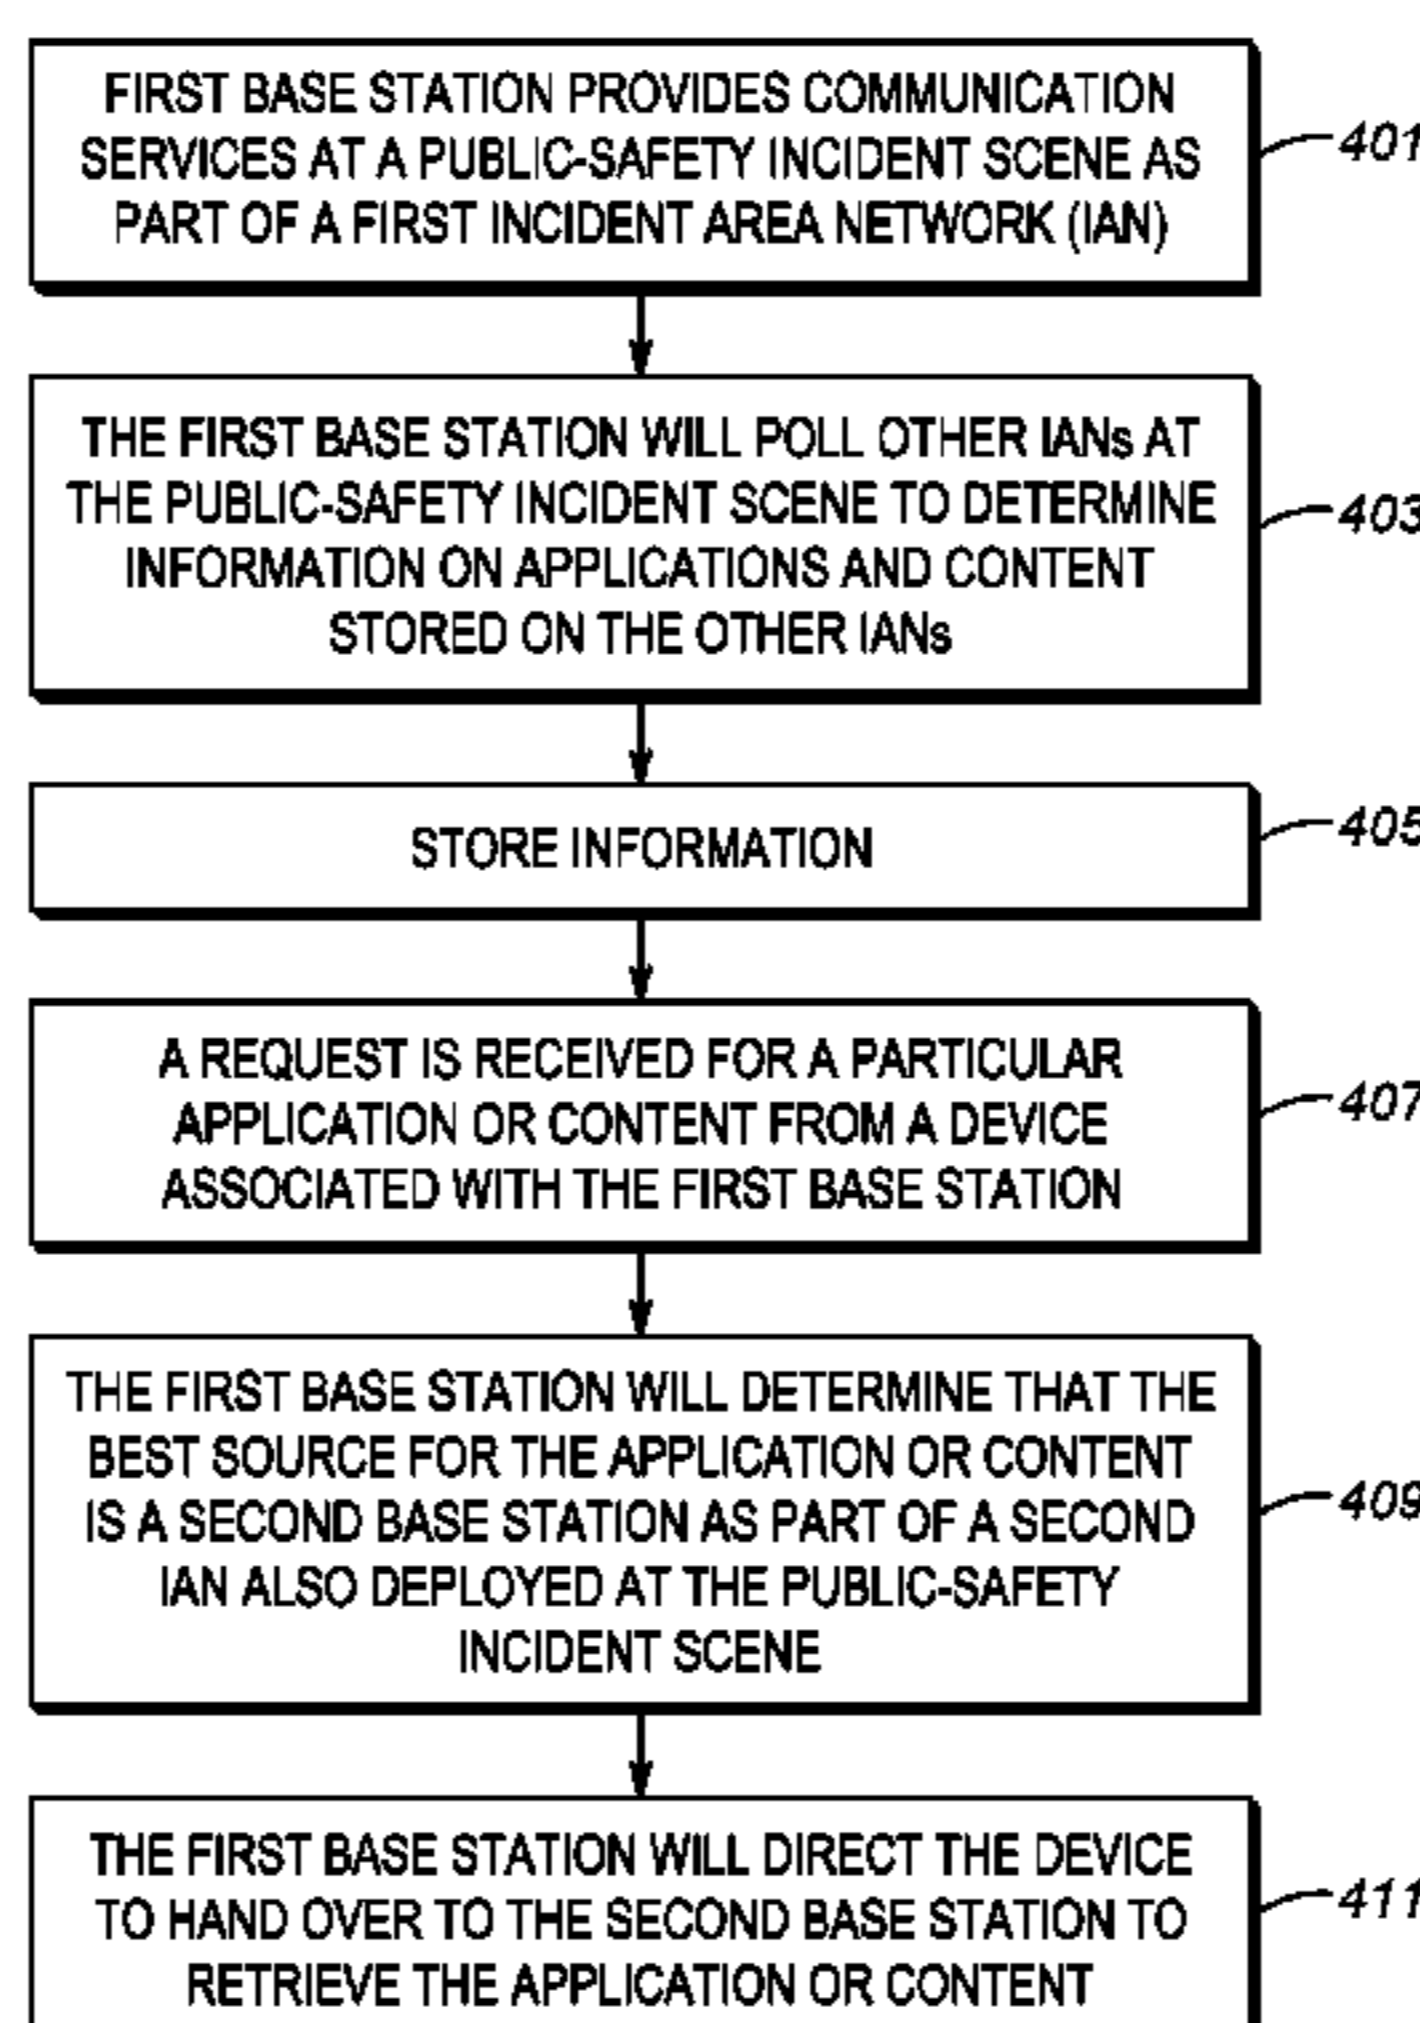 FIRST BASE STATION PROVIDES COMMUNICATION
SERVICES AT A PUBLIC-SAFETY INCIDENT SCENE AS
PART OF A FIRST INCIDENT AREA NETWORK (IAN)
401
THE FIRST BASE STATION WILL POLL OTHER IANs AT
THE PUBLIC-SAFETY INCIDENT SCENE TO DETERMINE
INFORMATION ON APPLICATIONS AND CONTENT
STORED ON THE OTHER IANs
403
STORE INFORMATION
405
A REQUEST IS RECEIVED FOR A PARTICULAR
APPLICATION OR CONTENT FROM A DEVICE
ASSOCIATED WITH THE FIRST BASE STATION
407
THE FIRST BASE STATION WILL DETERMINE THAT THE
BEST SOURCE FOR THE APPLICATION OR CONTENT
IS A SECOND BASE STATION AS PART OF A SECOND
IAN ALSO DEPLOYED AT THE PUBLIC-SAFETY
INCIDENT SCENE
409
THE FIRST BASE STATION WILL DIRECT THE DEVICE
TO HAND OVER TO THE SECOND BASE STATION TO
RETRIEVE THE APPLICATION OR CONTENT
411